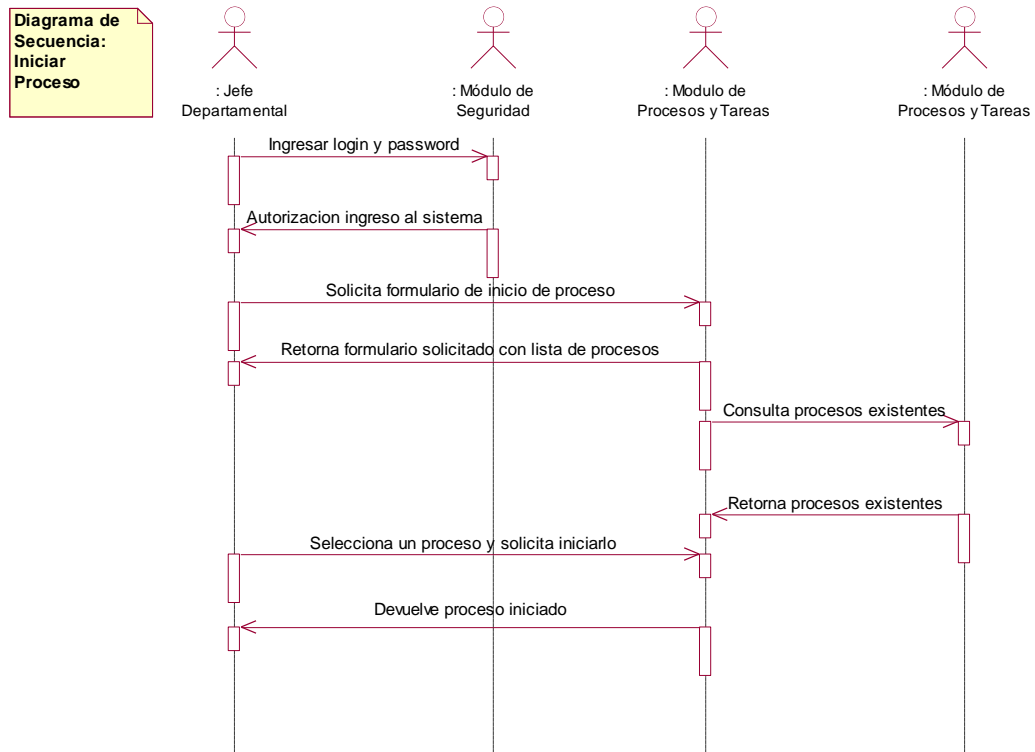 Diagrama de
Secuencia:
Iniciar
Proceso
: Jefe
Departamental
: Módulo de
Seguridad
: Modulo de
Procesos y Tareas
: Módulo de
Procesos y Tareas
Ingresar login y password
Autorizacion ingreso al sistema
Solicita formulario de inicio de proceso
Retorna formulario solicitado con lista de procesos
Consulta procesos existentes
Retorna procesos existentes
Selecciona un proceso y solicita iniciarlo
Devuelve proceso iniciado